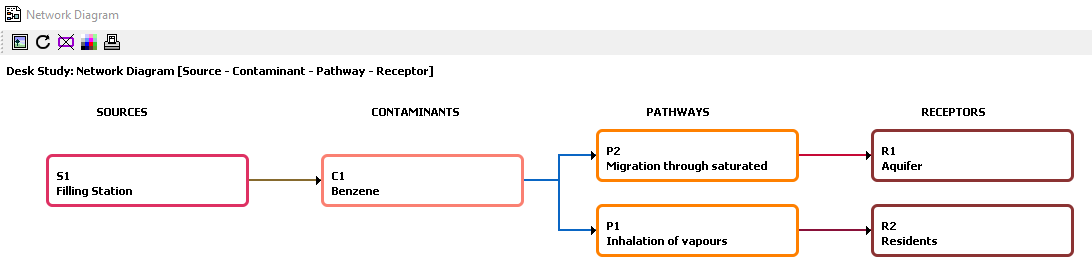 Network Diagram
Desk Study: Network Diagram [Source - Contaminant - Pathway - Receptor]
SOURCES
CONTAMINANTS
PATHWAYS
RECEPTORS
S1
Filling Station
C1
Benzene
P2
Migration through saturated
R1
Aquifer
P1
Inhalation of vapours
R2
Residents